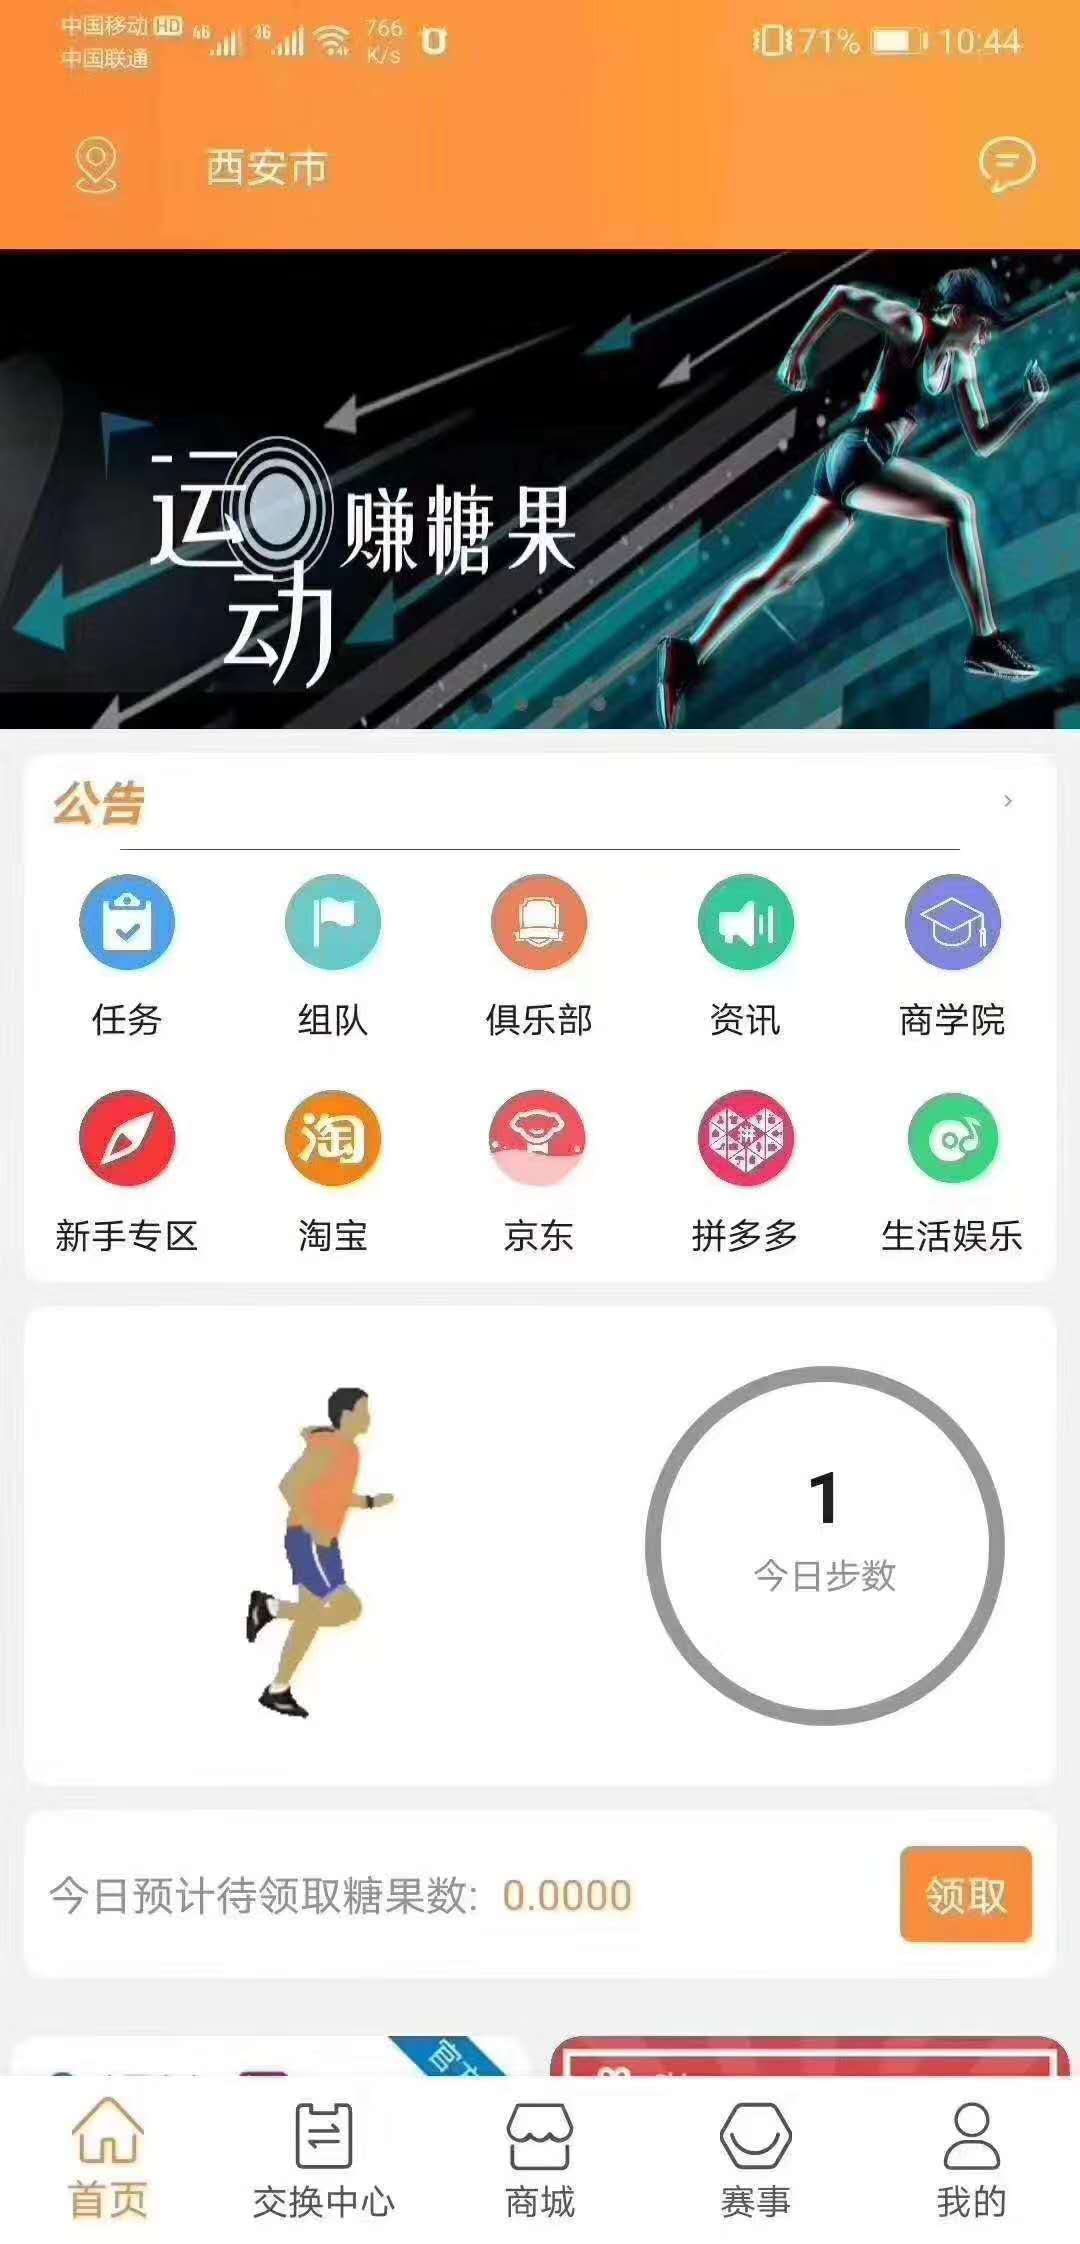 中国移动 HD 4G 3G 766 K/s 71% 10:44
中国联通
西安市
运动赚糖果
公告
任务 组队 俱乐部 资讯 商学院
淘
新手专区 淘宝 京东 拼多多 生活娱乐
1
今日步数
今日预计待领取糖果数: 0.0000 领取
首页 交换中心 商城 赛事 我的